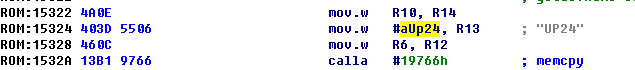 ROM:15322 4A0E mov.w R10, R14
ROM:15324 403D 5506 mov.w #aUp24, R13 ; "UP24"
ROM:15328 460C mov.w R6, R12
ROM:1532A 13B1 9766 calla #19766h ; memcpy